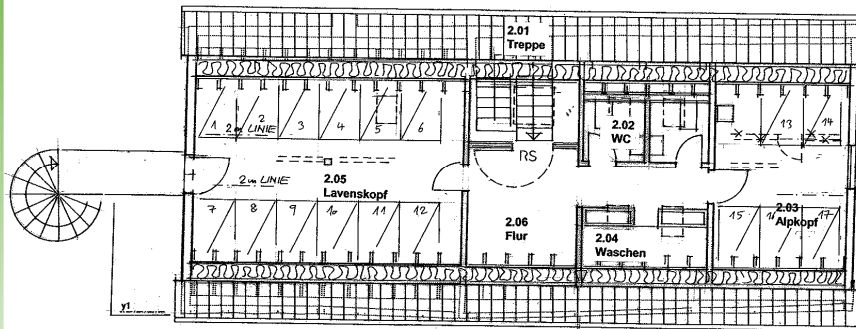 2.01
Treppe
1 2 3 4 5 6
2m LINIE
2.02
WC
13 14
RS
2m LINIE
2.05
Lavenskopf
7 8 9 10 11 12
2.06
Flur
2.04
Waschen
15 16 17
2.03
Alpkopf
y1